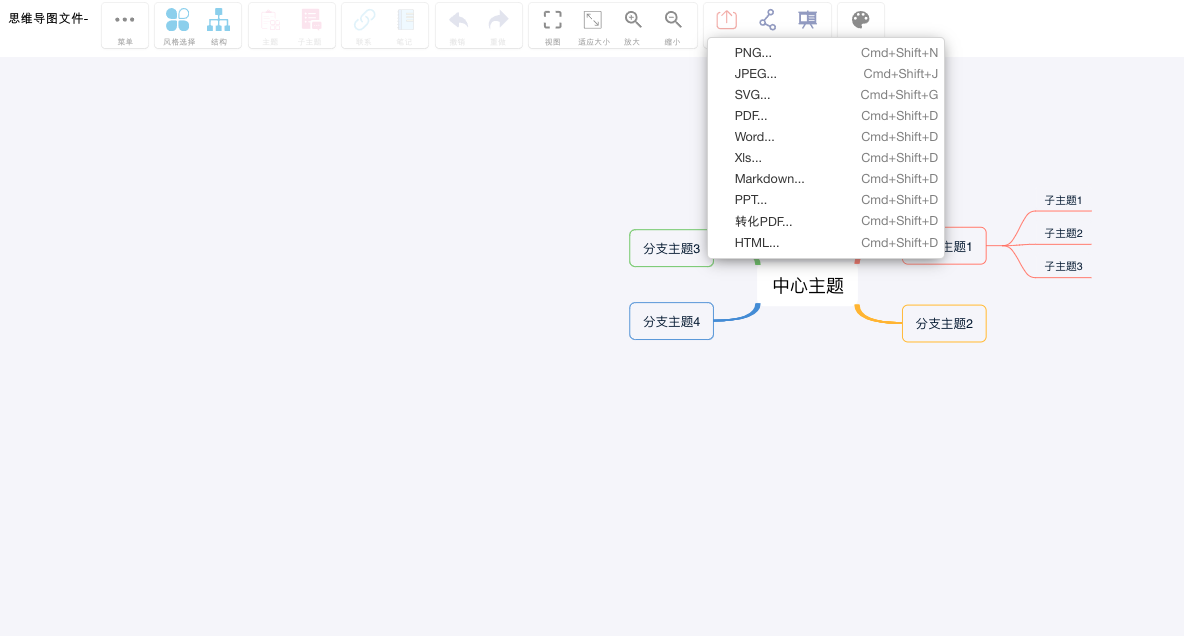 思维导图文件-
菜单
风格选择
结构
主题
子主题
联系
笔记
撤销
重做
视图
适应大小
放大
缩小
PNG... Cmd+Shift+N
JPEG... Cmd+Shift+J
SVG... Cmd+Shift+G
PDF... Cmd+Shift+D
Word... Cmd+Shift+D
Xls... Cmd+Shift+D
Markdown... Cmd+Shift+D
PPT... Cmd+Shift+D
转化PDF... Cmd+Shift+D
HTML... Cmd+Shift+D
分支主题3
主题1
子主题1
子主题2
子主题3
中心主题
分支主题4
分支主题2